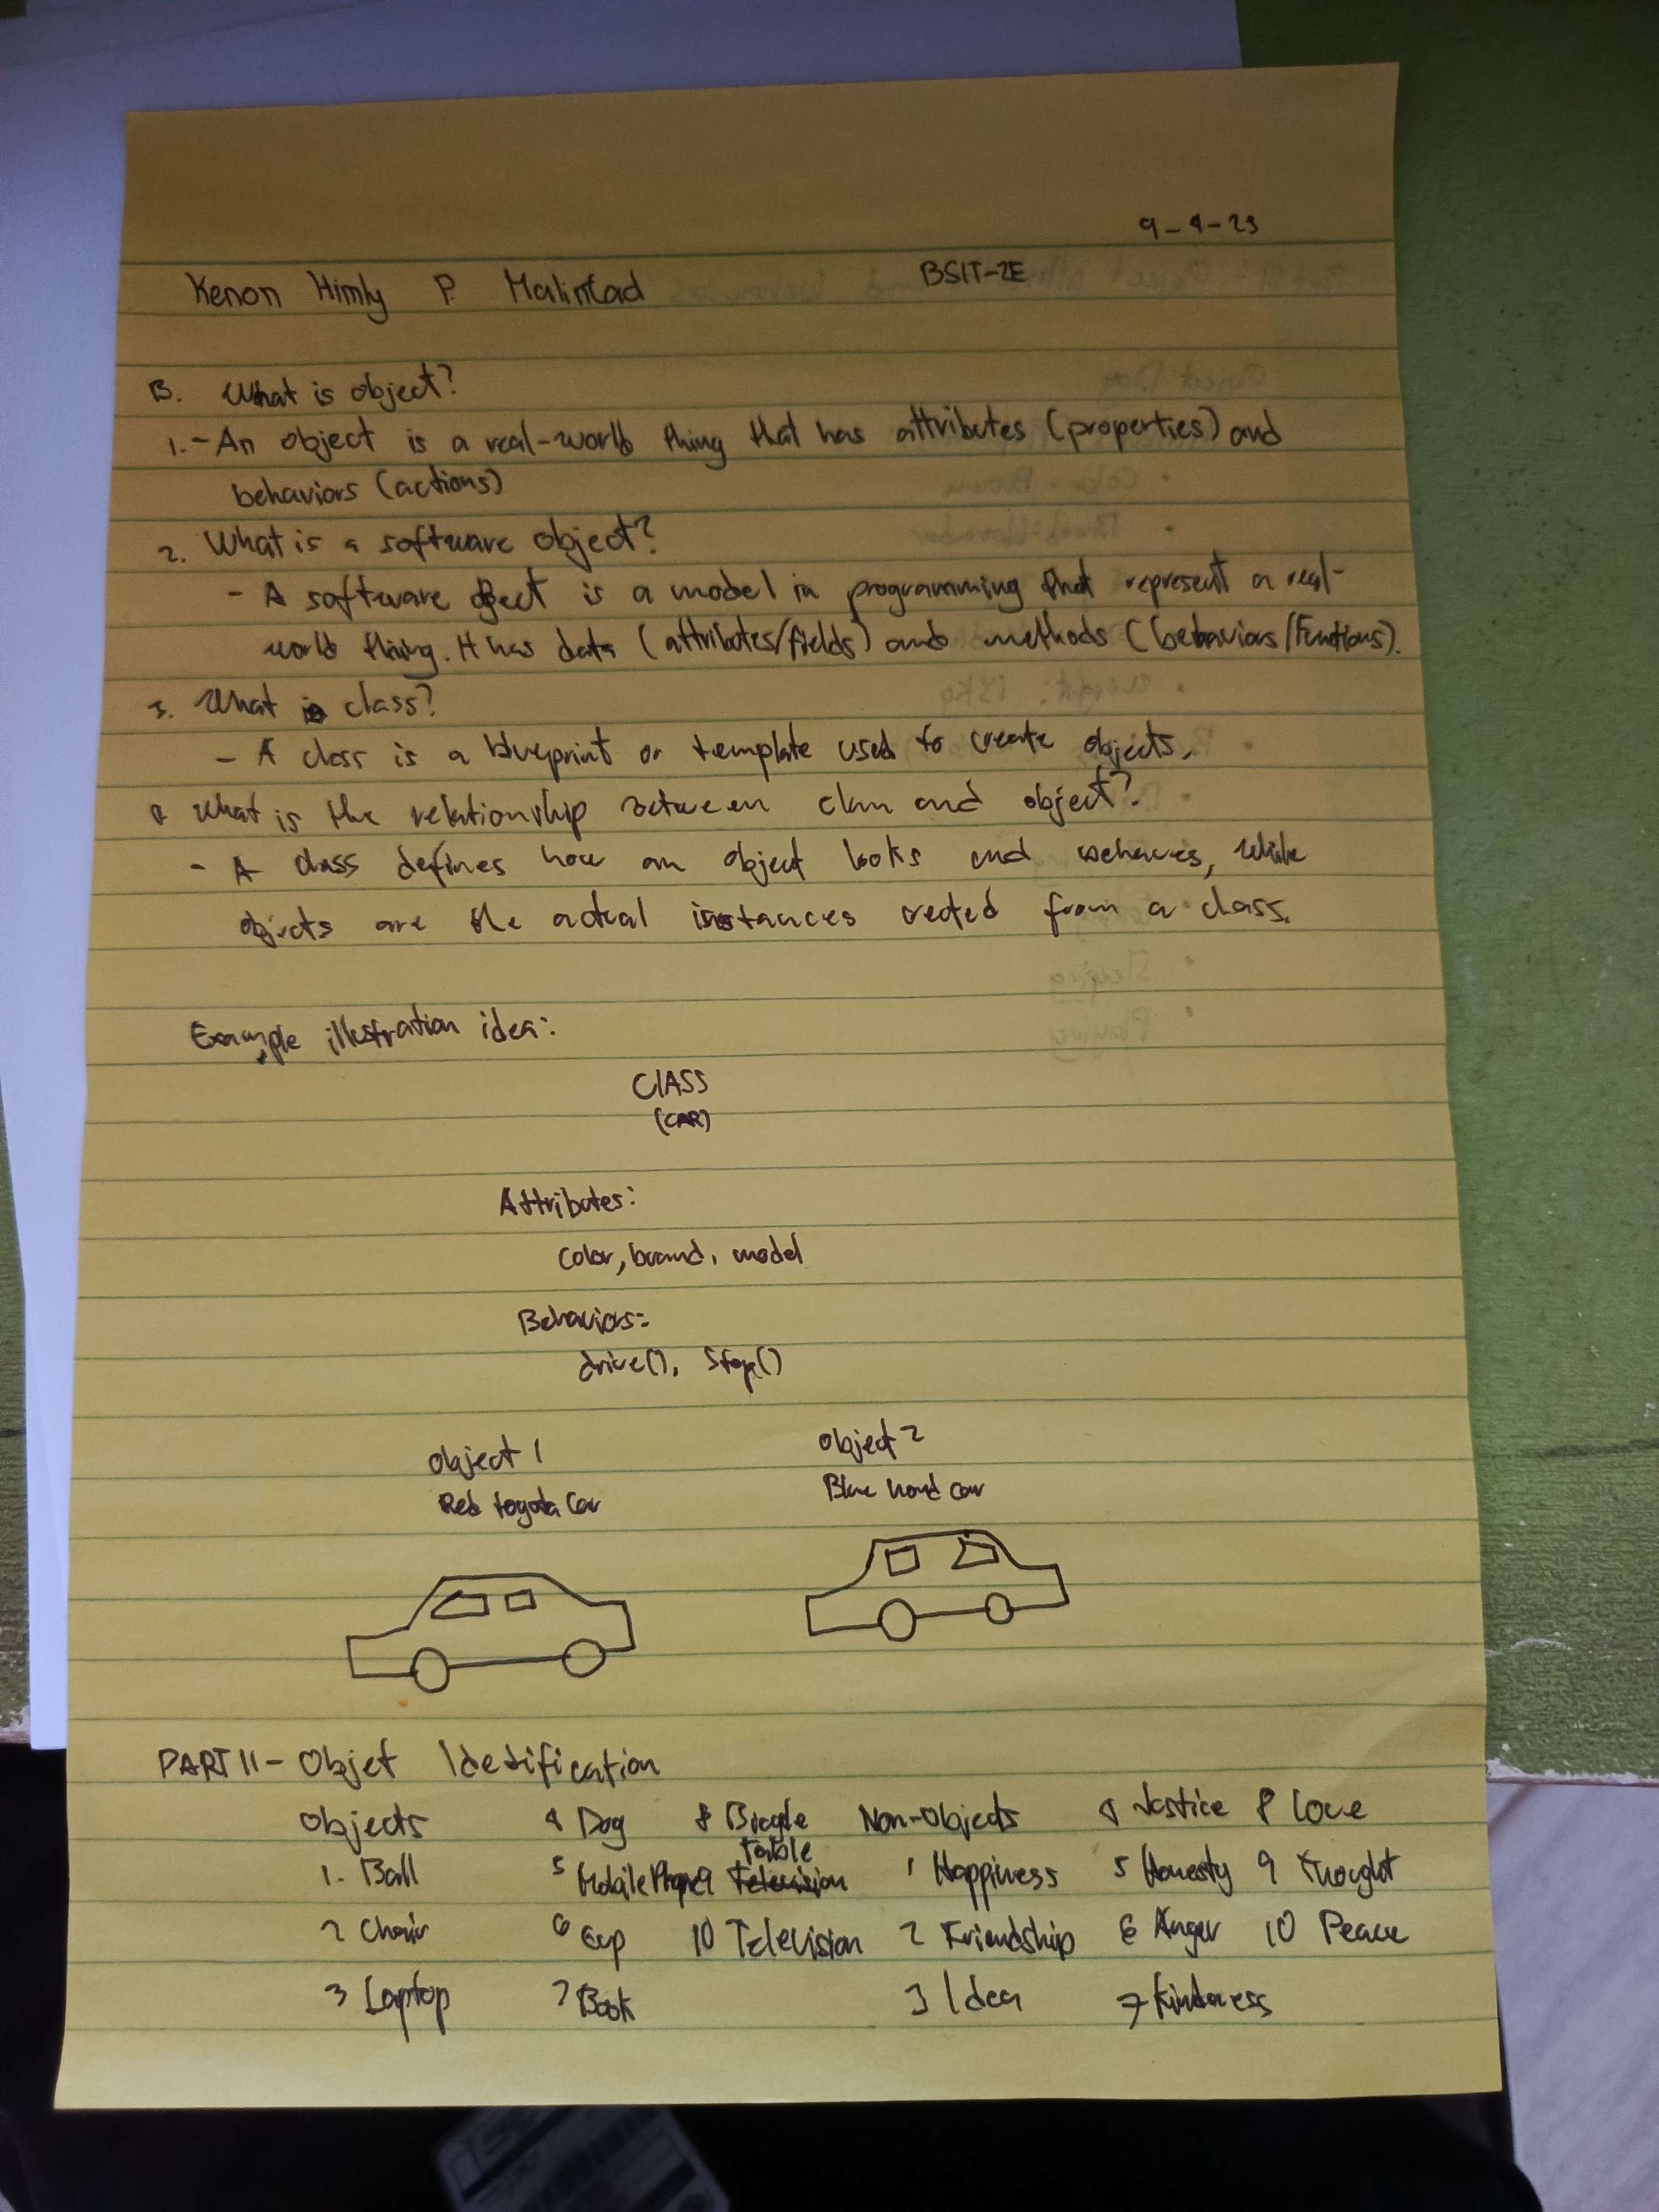 9-4-23
Kenon Himly P. Malintad BSIT-2E
B. What is object?
1. - An object is a real-world thing that has attributes (properties) and
behaviors (actions)
2. What is a software object?
- A software object is a model in programming that represent a real-
world thing. It has data (attributes/fields) and methods (behaviors/Functions).
3. What is class?
- A class is a blueprint or template used to create objects.
4 What is the relationship between class and object?
- A class defines how an object looks and behaves, while
objects are the actual instances created from a class.
Example illustration idea:
ClASS
(CAR)
Attributes:
Color, brand, model
Behaviors:
drive(), Stop()
Object 1 Object 2
Red toyota Car Blue hond car
PART II - Objet Idetification
Objects 4 Dog 8 Bicycle Non-Objects 4 Justice 8 Love
1. Ball 5 Mobile Phone 9 Table 1 Happiness 5 Honesty 9 Thought
2 Chair 6 Cup 10 Television 2 Friendship 6 Anger 10 Peace
3 Laptop 7 Book 3 Idea 7 Kindness